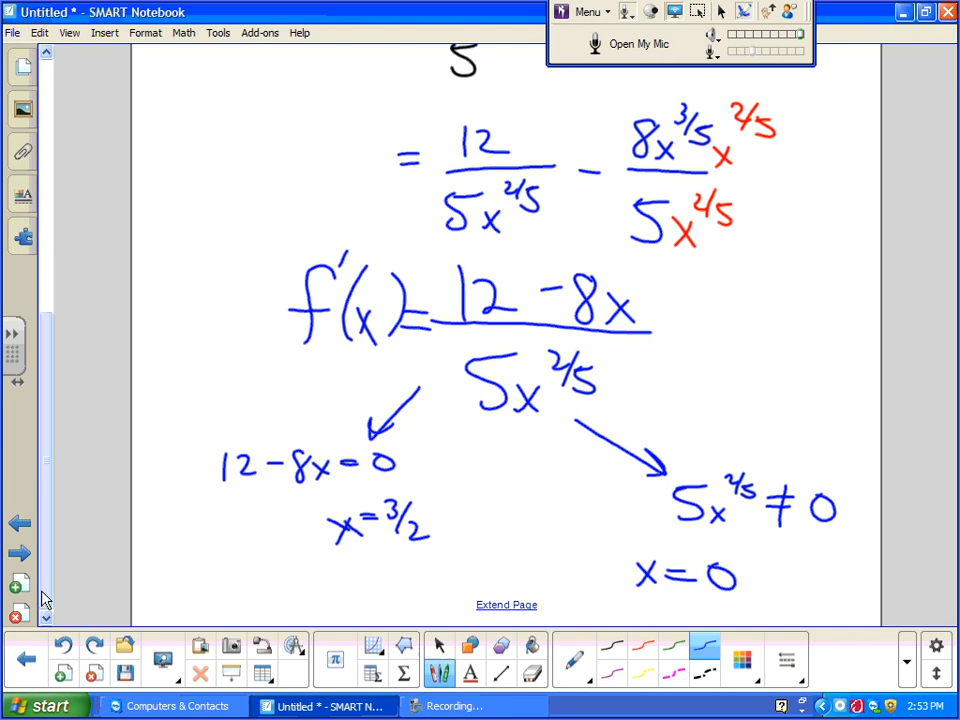 Untitled * - SMART Notebook
Menu
File Edit View Insert Format Math Tools Add-ons Help
Open My Mic
5
= 12/5x^2/5 - 8x^3/5 x^2/5 / 5x^2/5
f'(x) = 12 - 8x / 5x^2/5
12 - 8x = 0
5x^2/5 ≠ 0
x = 3/2
x = 0
Extend Page
π
Σ
A
start
Computers & Contacts
Untitled * - SMART N...
Recording...
2:53 PM